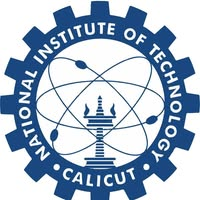 NATIONAL INSTITUTE OF TECHNOLOGY
· CALICUT ·